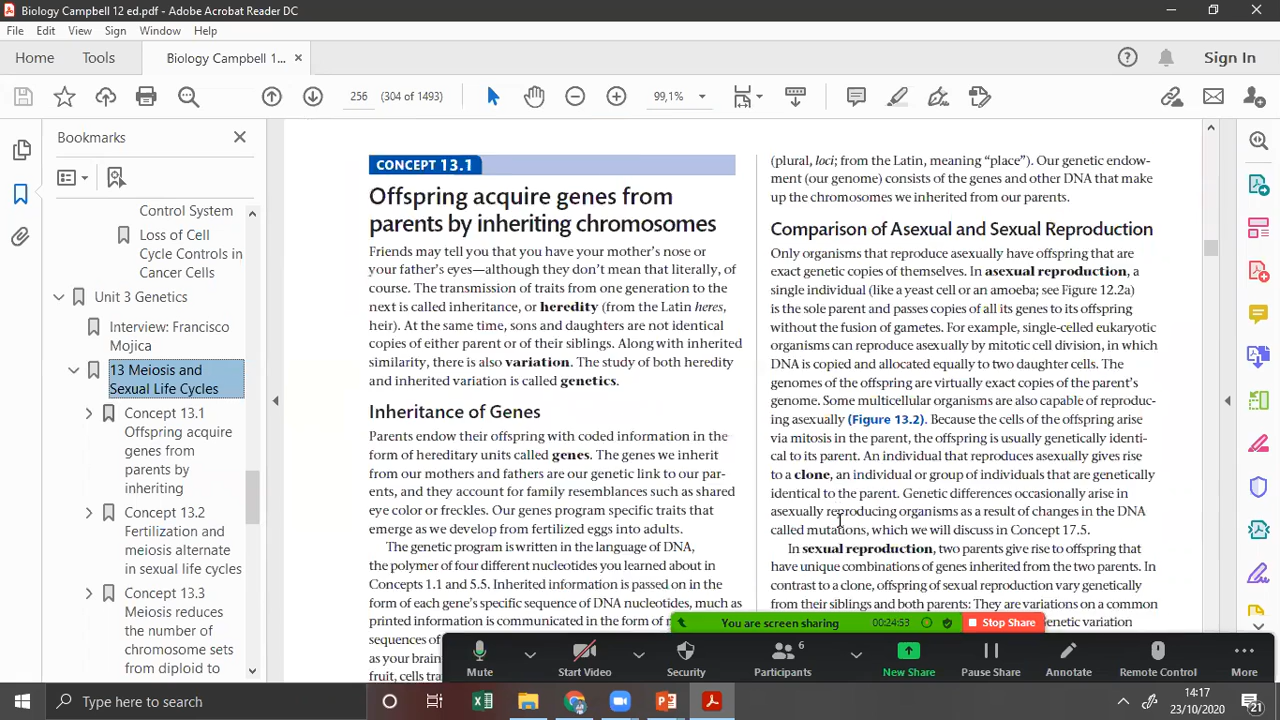 Biology Campbell 12 ed.pdf - Adobe Acrobat Reader DC
File Edit View Sign Window Help
Home Tools Biology Campbell 1... × Sign In
256 (304 of 1493) 99,1%
Bookmarks
Control System
Loss of Cell
Cycle Controls in
Cancer Cells
Unit 3 Genetics
Interview: Francisco
Mojica
13 Meiosis and
Sexual Life Cycles
Concept 13.1
Offspring acquire
genes from
parents by
inheriting
Concept 13.2
Fertilization and
meiosis alternate
in sexual life cycles
Concept 13.3
Meiosis reduces
the number of
chromosome sets
from diploid to
CONCEPT 13.1
Offspring acquire genes from
parents by inheriting chromosomes
Friends may tell you that you have your mother's nose or
your father's eyes—although they don't mean that literally, of
course. The transmission of traits from one generation to the
next is called inheritance, or heredity (from the Latin heres,
heir). At the same time, sons and daughters are not identical
copies of either parent or of their siblings. Along with inherited
similarity, there is also variation. The study of both heredity
and inherited variation is called genetics.
Inheritance of Genes
Parents endow their offspring with coded information in the
form of hereditary units called genes. The genes we inherit
from our mothers and fathers are our genetic link to our par-
ents, and they account for family resemblances such as shared
eye color or freckles. Our genes program specific traits that
emerge as we develop from fertilized eggs into adults.
The genetic program is written in the language of DNA,
the polymer of four different nucleotides you learned about in
Concepts 1.1 and 5.5. Inherited information is passed on in the
form of each gene's specific sequence of DNA nucleotides, much as
printed information is communicated in the form of
sequences of
as your brain
fruit, cells
(plural, loci; from the Latin, meaning "place"). Our genetic endow-
ment (our genome) consists of the genes and other DNA that make
up the chromosomes we inherited from our parents.
Comparison of Asexual and Sexual Reproduction
Only organisms that reproduce asexually have offspring that are
exact genetic copies of themselves. In asexual reproduction, a
single individual (like a yeast cell or an amoeba; see Figure 12.2a)
is the sole parent and passes copies of all its genes to its offspring
without the fusion of gametes. For example, single-celled eukaryotic
organisms can reproduce asexually by mitotic cell division, in which
DNA is copied and allocated equally to two daughter cells. The
genomes of the offspring are virtually exact copies of the parent's
genome. Some multicellular organisms are also capable of reproduc-
ing asexually (Figure 13.2). Because the cells of the offspring arise
via mitosis in the parent, the offspring is usually genetically identi-
cal to its parent. An individual that reproduces asexually gives rise
to a clone, an individual or group of individuals that are genetically
identical to the parent. Genetic differences occasionally arise in
asexually reproducing organisms as a result of changes in the DNA
called mutations, which we will discuss in Concept 17.5.
In sexual reproduction, two parents give rise to offspring that
have unique combinations of genes inherited from the two parents. In
contrast to a clone, offspring of sexual reproduction vary genetically
from their siblings and both parents: They are variations on a common
Genetic variation
You are screen sharing 00:24:53 Stop Share
Mute Start Video Security Participants 6 New Share Pause Share Annotate Remote Control More
Type here to search
14:17
23/10/2020
21